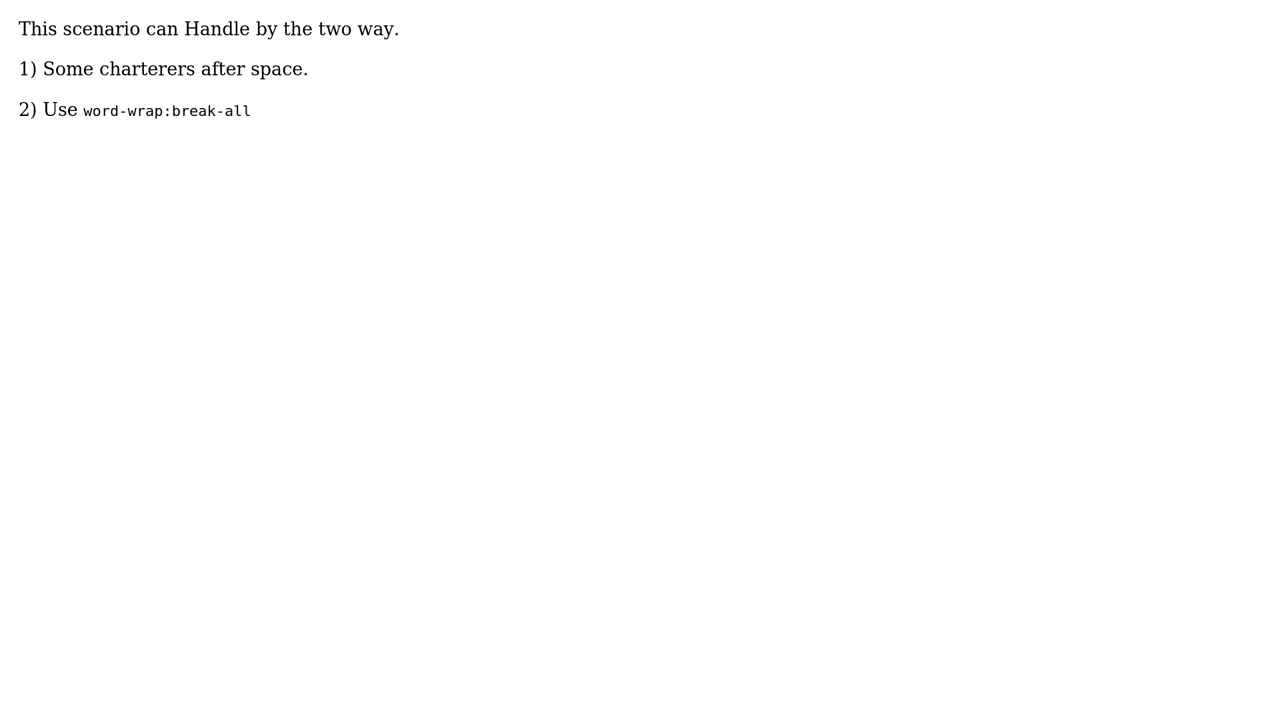 This scenario can Handle by the two way.
1) Some charterers after space.
2) Use word-wrap:break-all